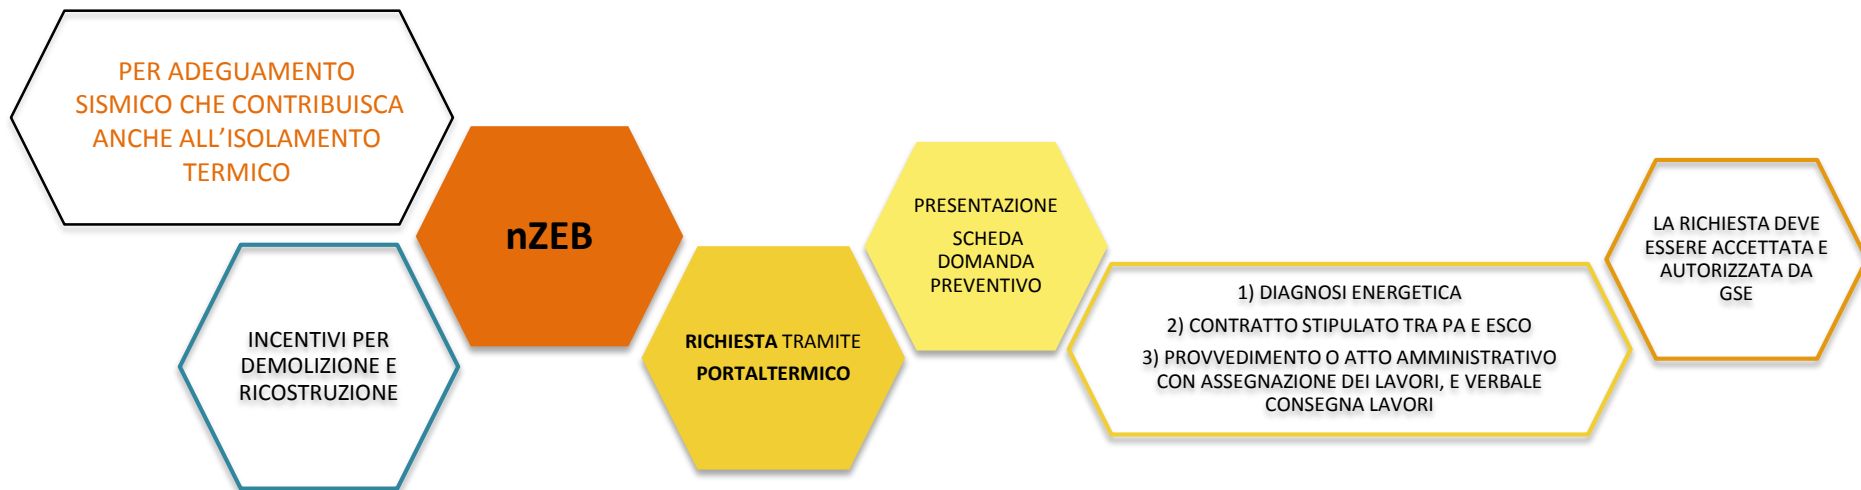 PER ADEGUAMENTO
SISMICO CHE CONTRIBUISCA
ANCHE ALL’ISOLAMENTO
TERMICO
INCENTIVI PER
DEMOLIZIONE E
RICOSTRUZIONE
nZEB
RICHIESTA TRAMITE
PORTALTERMICO
PRESENTAZIONE
SCHEDA
DOMANDA
PREVENTIVO
1) DIAGNOSI ENERGETICA
2) CONTRATTO STIPULATO TRA PA E ESCO
3) PROVVEDIMENTO O ATTO AMMINISTRATIVO
CON ASSEGNAZIONE DEI LAVORI, E VERBALE
CONSEGNA LAVORI
LA RICHIESTA DEVE
ESSERE ACCETTATA E
AUTORIZZATA DA
GSE